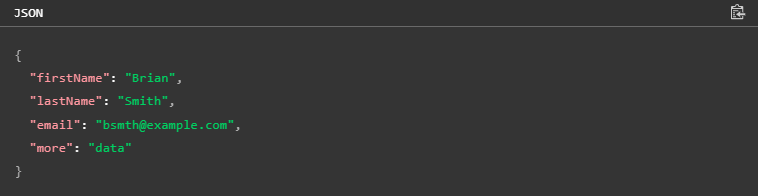 JSON
{
"firstName": "Brian",
"lastName": "Smith",
"email": "bsmth@example.com",
"more": "data"
}